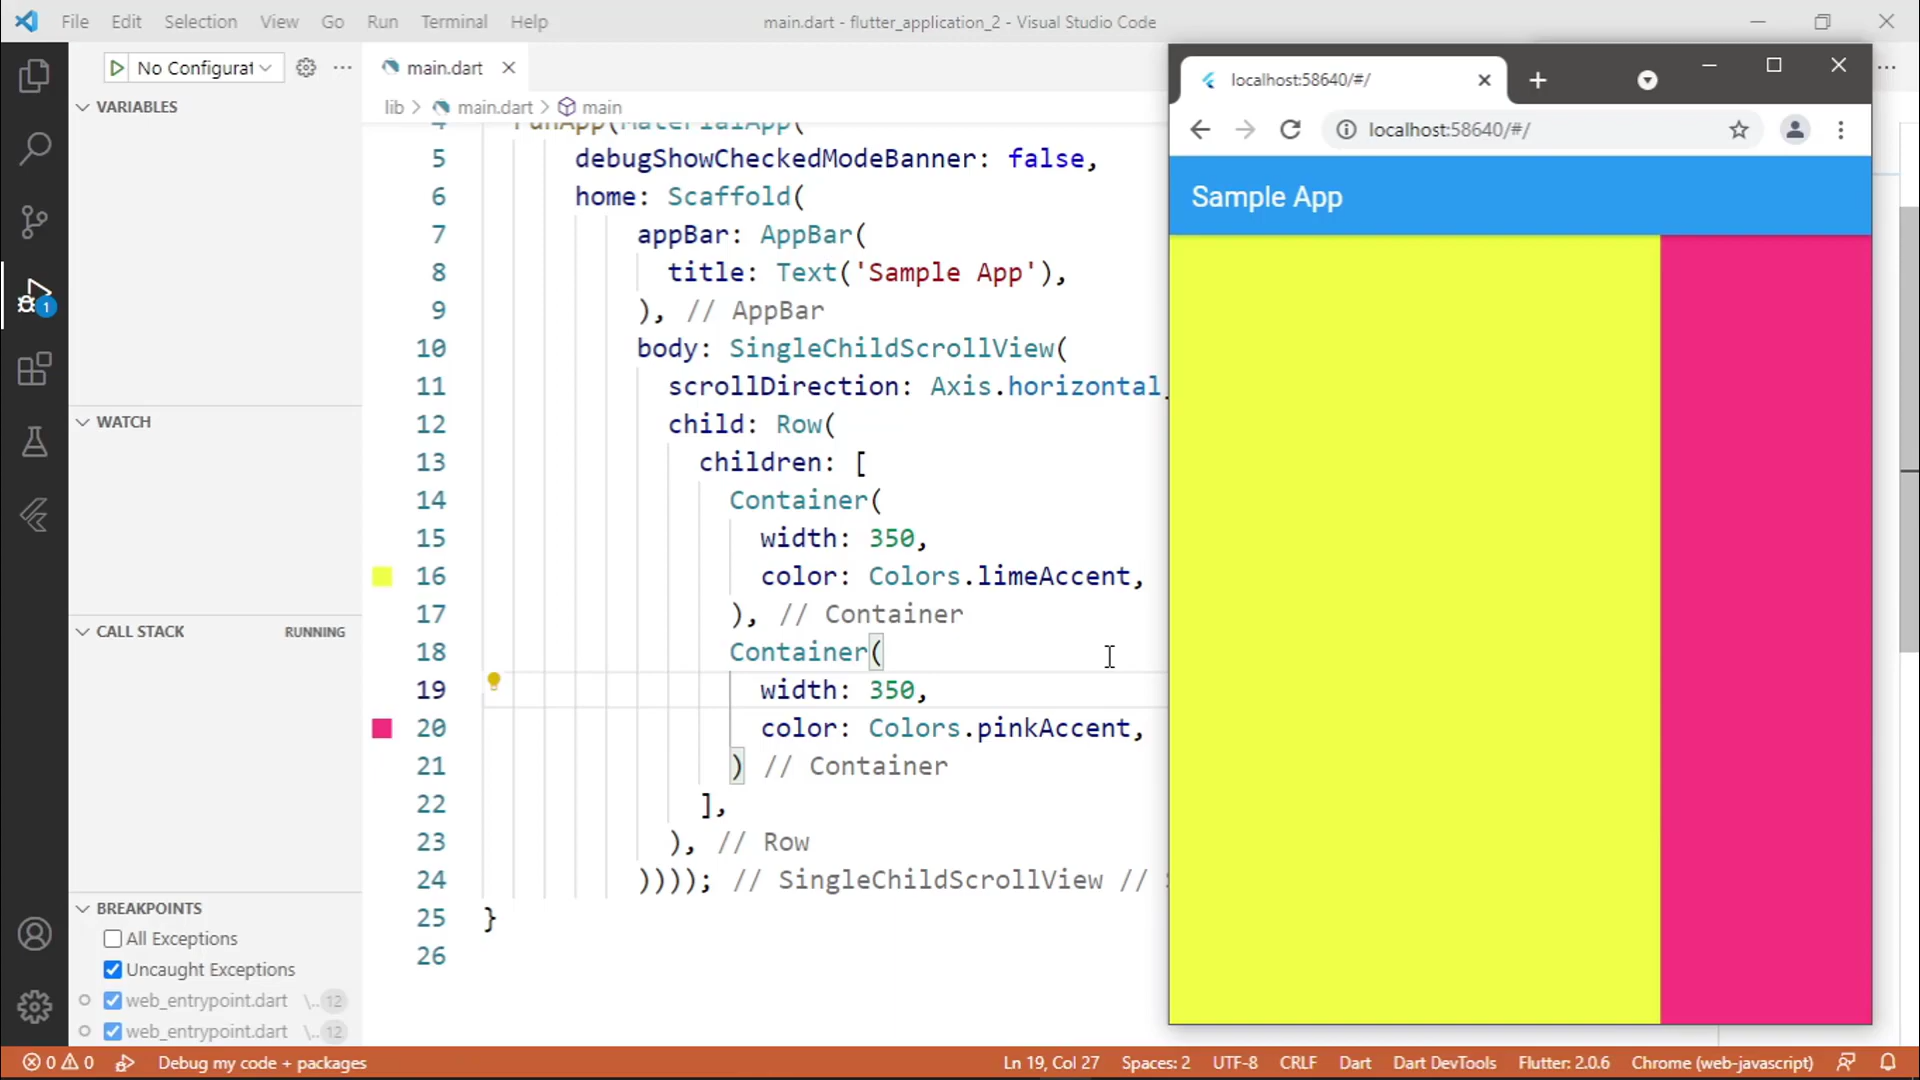 File Edit Selection View Go Run Terminal Help
main.dart - flutter_application_2 - Visual Studio Code
No Configurat
VARIABLES
WATCH
CALL STACK RUNNING
BREAKPOINTS
All Exceptions
Uncaught Exceptions
web_entrypoint.dart \.. 12
web_entrypoint.dart \.. 12
1
main.dart
lib > main.dart > main
4 runApp(MaterialApp(
5 debugShowCheckedModeBanner: false,
6 home: Scaffold(
7 appBar: AppBar(
8 title: Text('Sample App'),
9 ), // AppBar
10 body: SingleChildScrollView(
11 scrollDirection: Axis.horizontal,
12 child: Row(
13 children: [
14 Container(
15 width: 350,
16 color: Colors.limeAccent,
17 ), // Container
18 Container(
19 width: 350,
20 color: Colors.pinkAccent,
21 ) // Container
22 ],
23 ), // Row
24 )))); // SingleChildScrollView //
25 }
26
localhost:58640/#/
localhost:58640/#/
Sample App
0 0 Debug my code + packages
Ln 19, Col 27 Spaces: 2 UTF-8 CRLF Dart Dart DevTools Flutter: 2.0.6 Chrome (web-javascript)